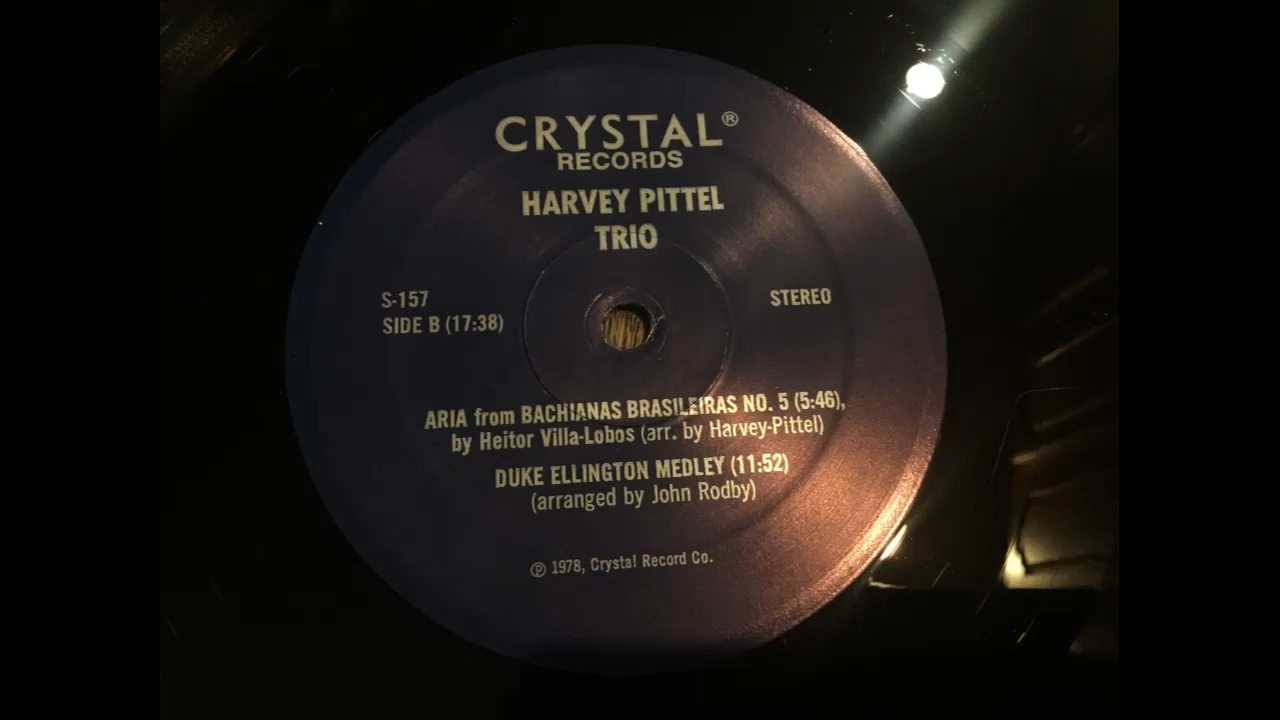 CRYSTAL®
RECORDS
HARVEY PITTEL
TRIO
S-157
SIDE B (17:38)
STEREO
ARIA from BACHIANAS BRASILEIRAS NO. 5 (5:46),
by Heitor Villa-Lobos (arr. by Harvey-Pittel)
DUKE ELLINGTON MEDLEY (11:52)
(arranged by John Rodby)
℗ 1978, Crystal Record Co.